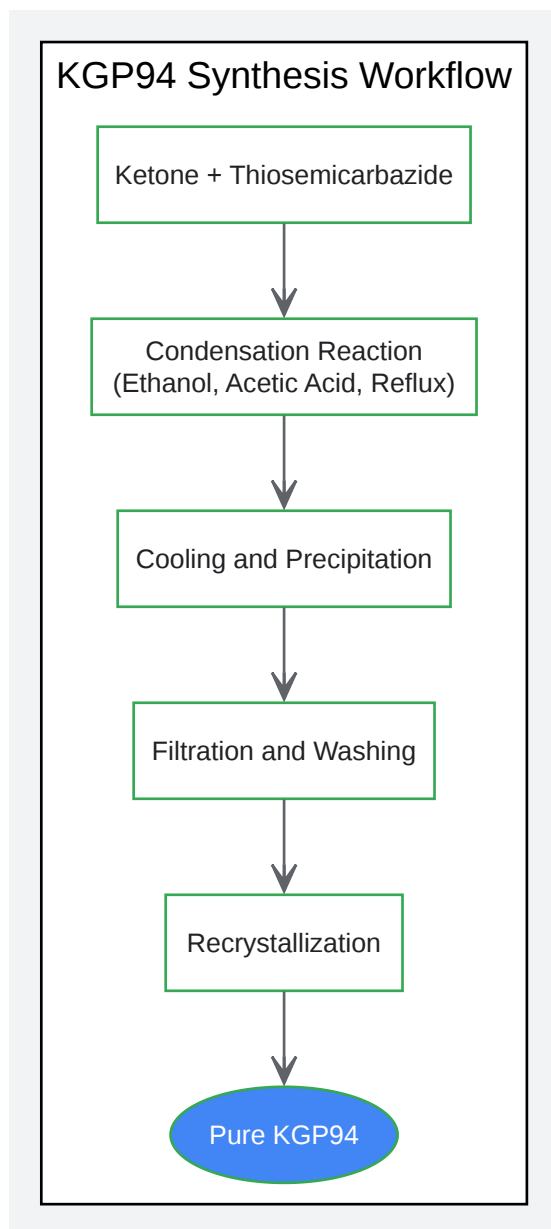 KGP94 Synthesis Workflow
Ketone + Thiosemicarbazide
Condensation Reaction
(Ethanol, Acetic Acid, Reflux)
Cooling and Precipitation
Filtration and Washing
Recrystallization
Pure KGP94